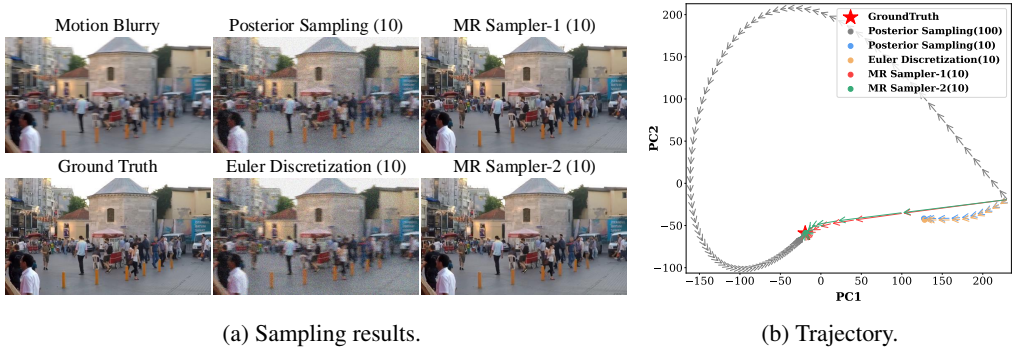 Motion Blurry
Posterior Sampling (10)
MR Sampler-1 (10)
Ground Truth
Euler Discretization (10)
MR Sampler-2 (10)
(a) Sampling results.
PC2
200
150
100
50
0
−50
−100
GroundTruth
Posterior Sampling(100)
Posterior Sampling(10)
Euler Discretization(10)
MR Sampler-1(10)
MR Sampler-2(10)
−150 −100 −50 0 50 100 150 200
PC1
(b) Trajectory.